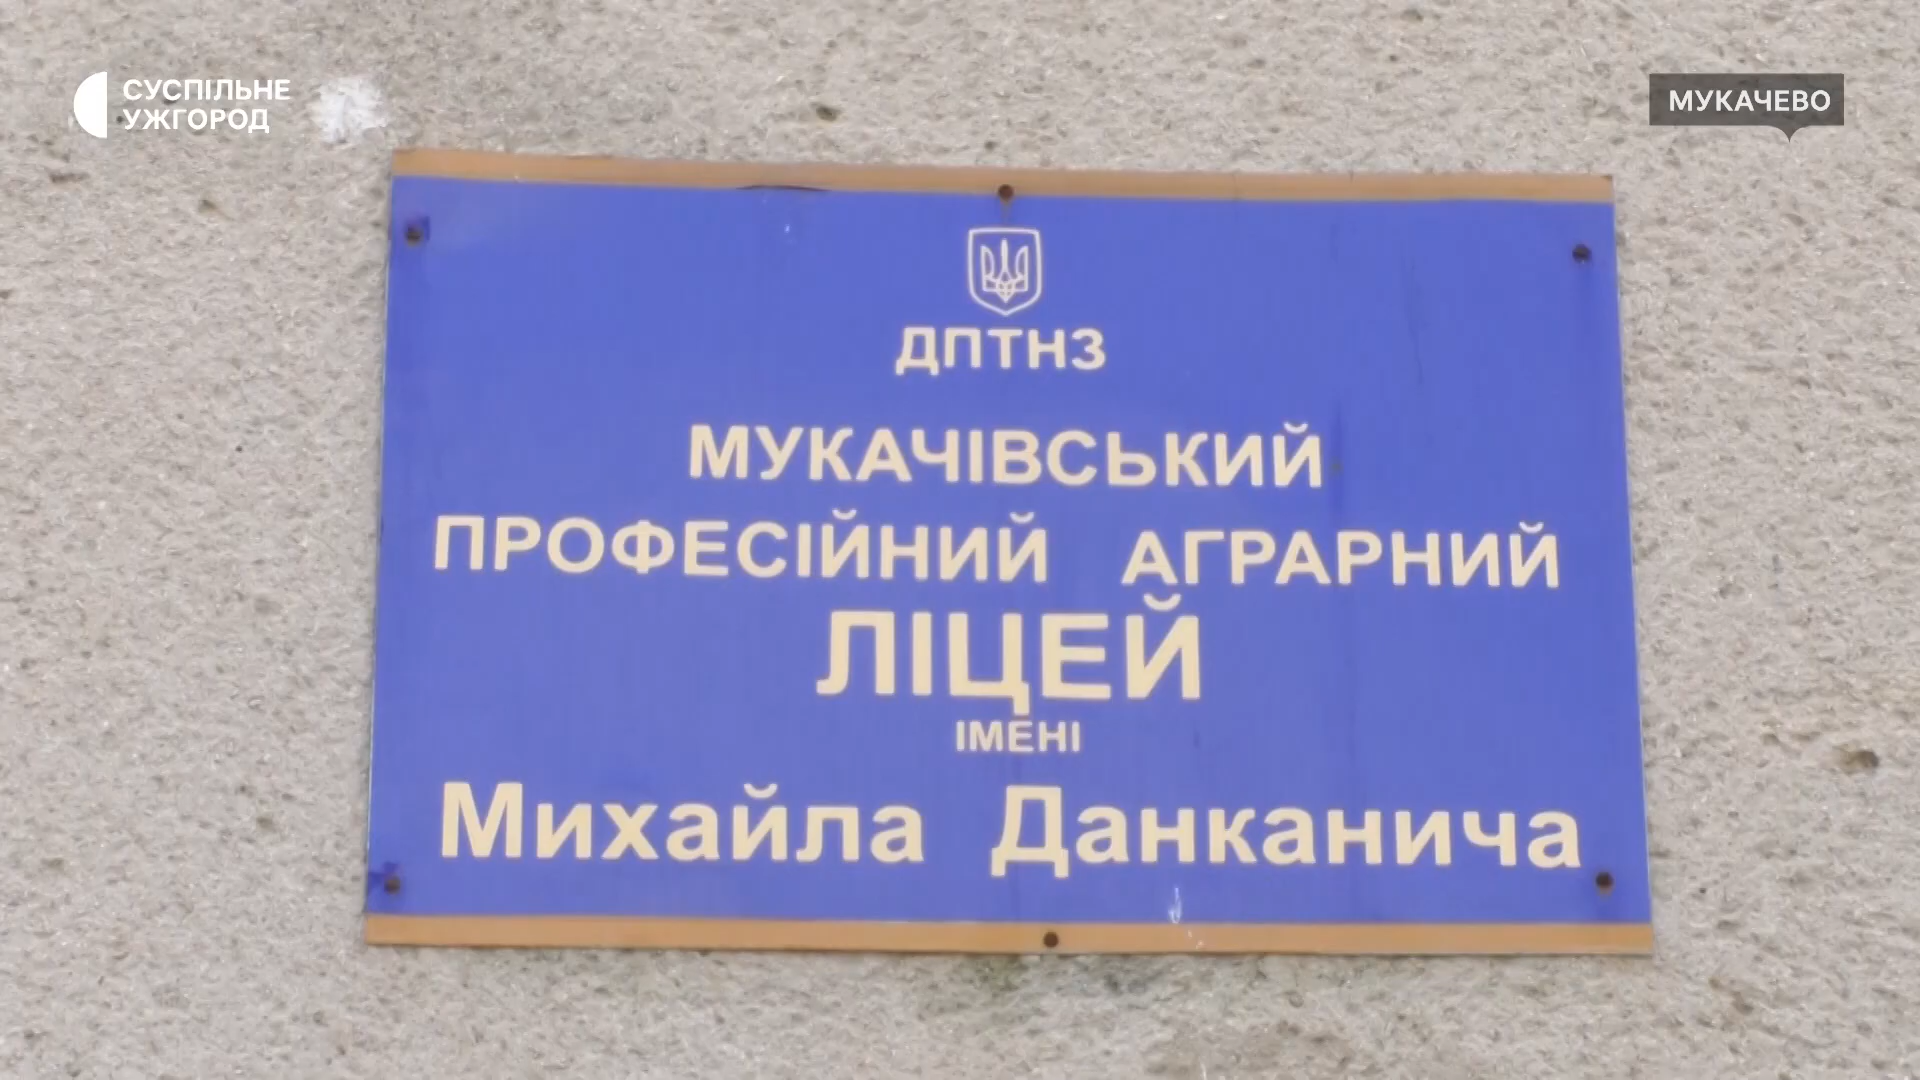 СУСПІЛЬНЕ
УЖГОРОД
МУКАЧЕВО
ДПТНЗ
МУКАЧІВСЬКИЙ
ПРОФЕСІЙНИЙ АГРАРНИЙ
ЛІЦЕЙ
ІМЕНІ
Михайла Данканича